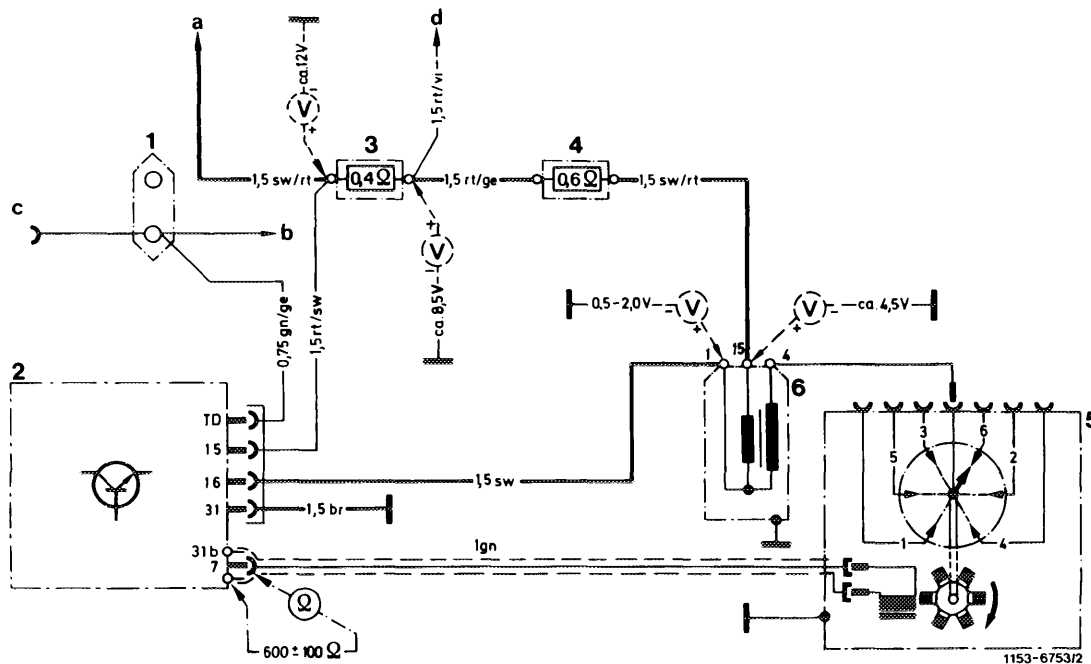 a
d
ca.12V
V
+
−
1,5 rt/vi
1
3
4
1,5 sw/rt
0,4 Ω
1,5 rt/ge
0,6 Ω
1,5 sw/rt
c
b
+
V
−
ca. 8,5V
0,75 gn/ge
1,5 rt/sw
0,5-2,0V
V
−
+
V
+
−
ca. 4,5V
1
15
4
2
6
5
TD
15
16
31
31b
7
1,5 sw
1,5 br
1gn
Ω
600 ± 100 Ω
3
6
5
2
1
4
1153-6753/2